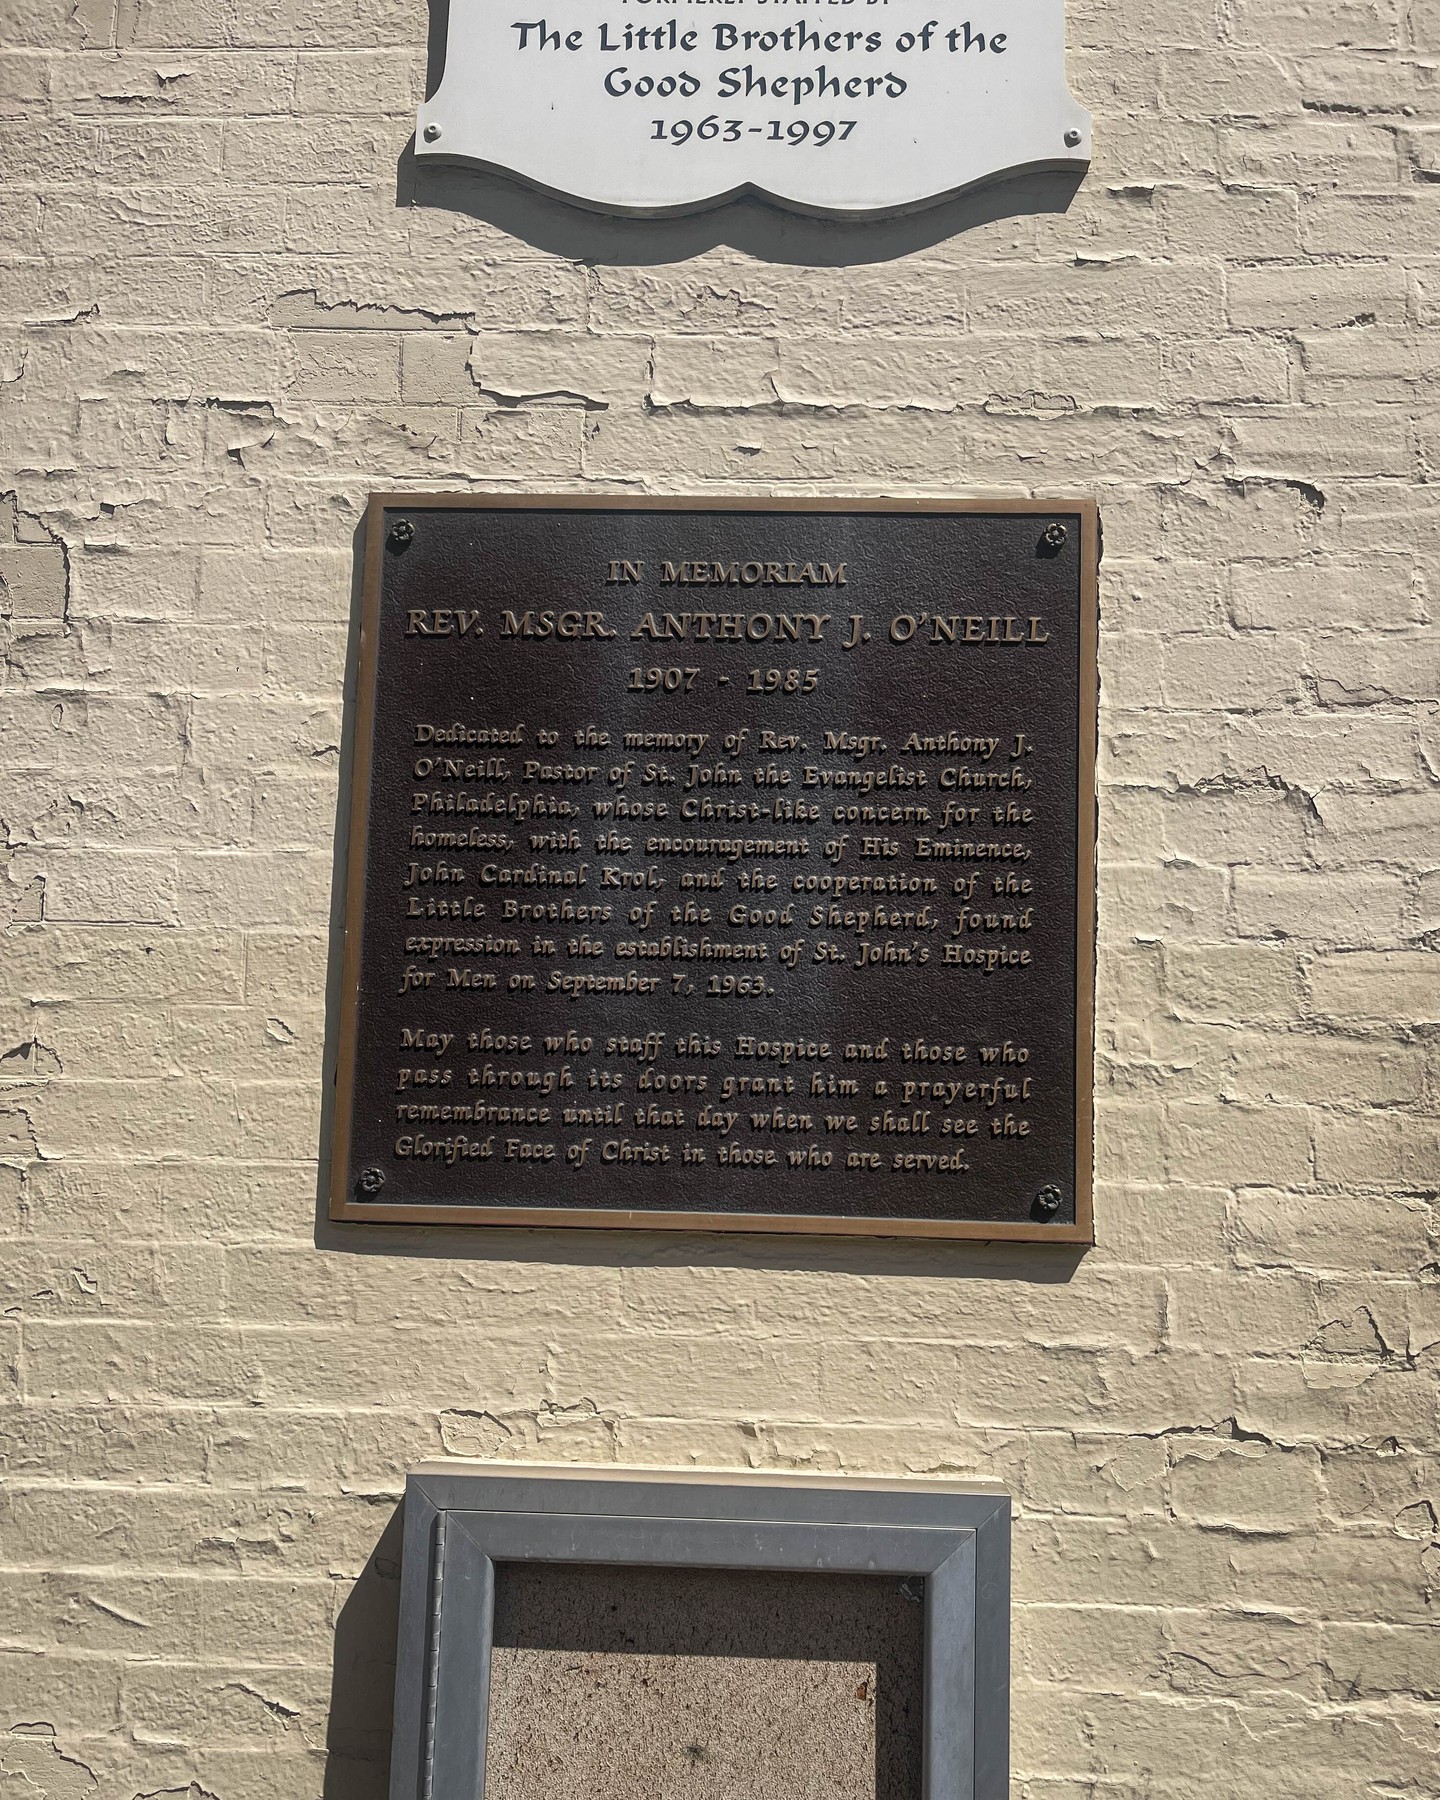 FORMERLY STAFFED BY
The Little Brothers of the
Good Shepherd
1963-1997
IN MEMORIAM
REV. MSGR. ANTHONY J. O'NEILL
1907 - 1985
Dedicated to the memory of Rev. Msgr. Anthony J.
O'Neill, Pastor of St. John the Evangelist Church,
Philadelphia, whose Christ-like concern for the
homeless, with the encouragement of His Eminence,
John Cardinal Krol, and the cooperation of the
Little Brothers of the Good Shepherd, found
expression in the establishment of St. John's Hospice
for Men on September 7, 1963.
May those who staff this Hospice and those who
pass through its doors grant him a prayerful
remembrance until that day when we shall see the
Glorified Face of Christ in those who are served.